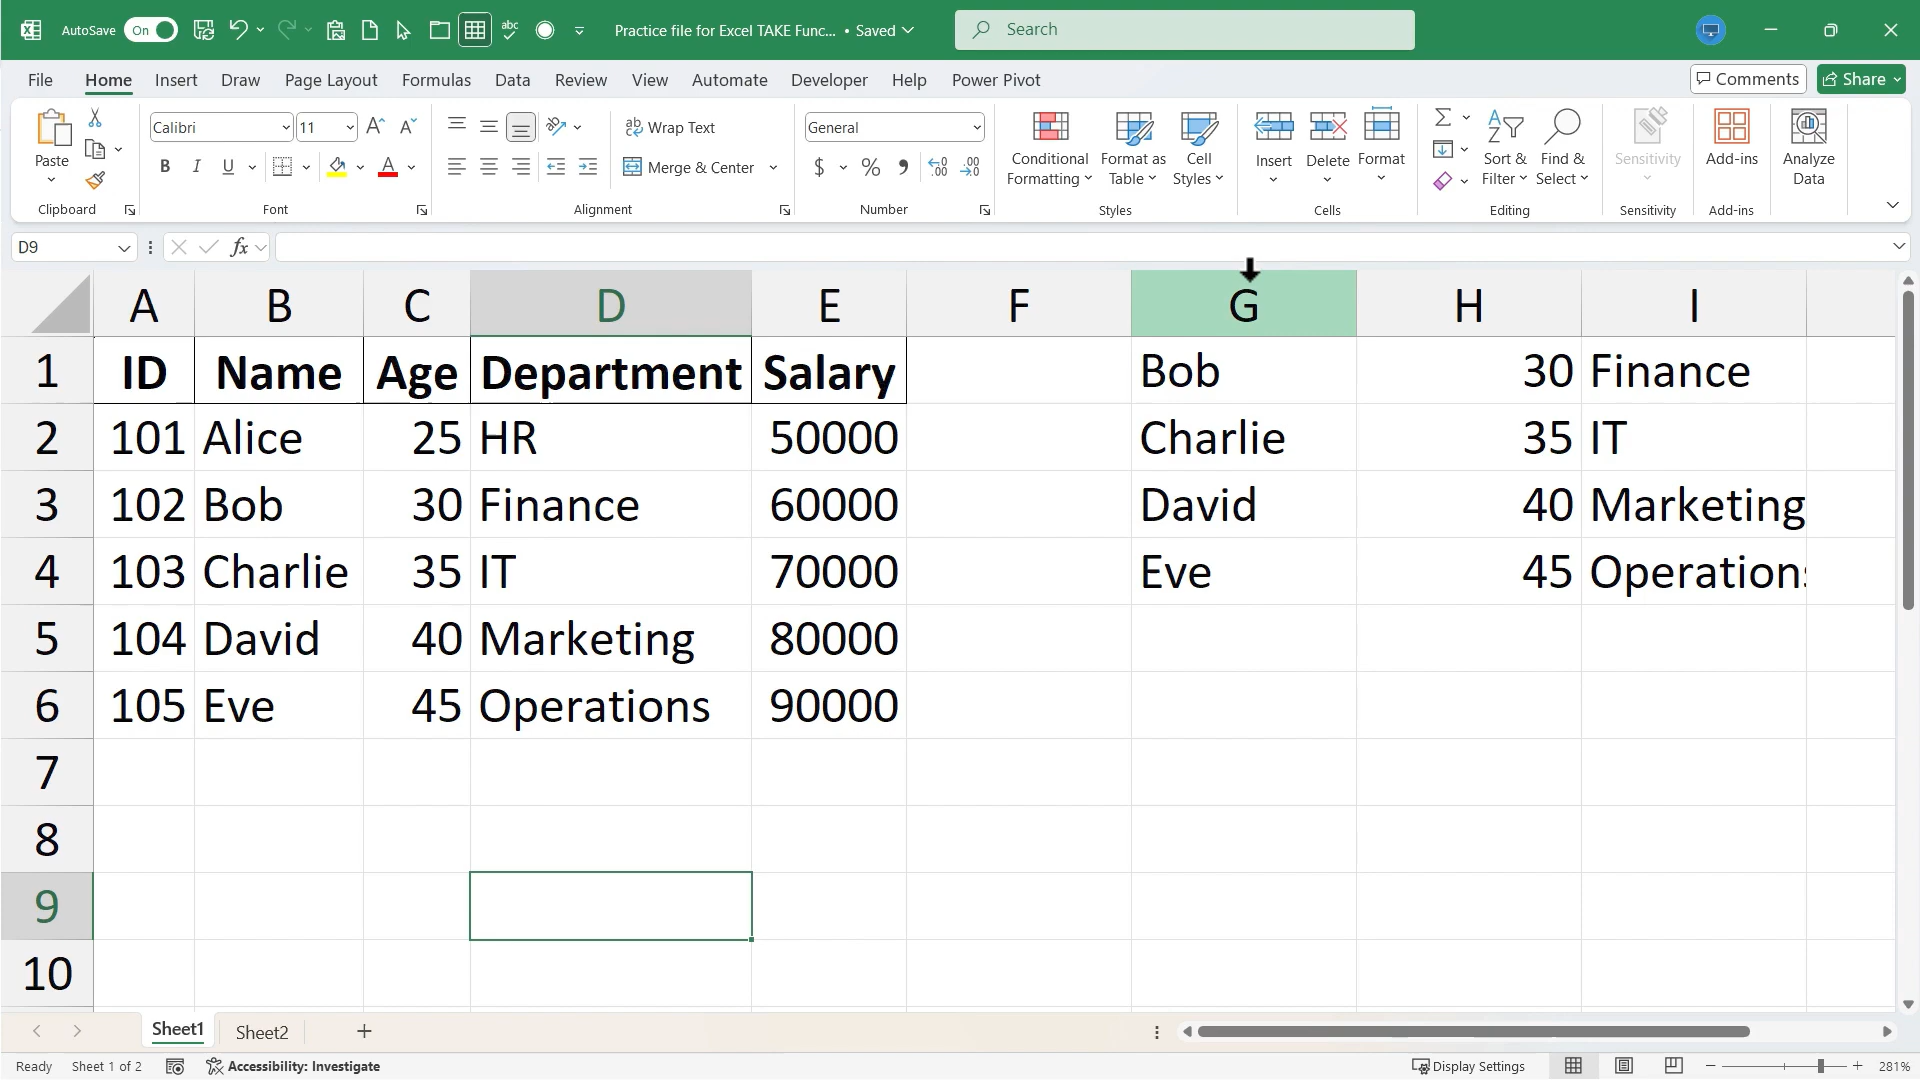 AutoSave On Practice file for Excel TAKE Func... • Saved Search
File Home Insert Draw Page Layout Formulas Data Review View Automate Developer Help Power Pivot Comments Share
Paste Calibri 11 Wrap Text General Conditional Formatting Format as Table Cell Styles Insert Delete Format Sort & Filter Find & Select Sensitivity Add-ins Analyze Data
B I U A Merge & Center $ %
Clipboard Font Alignment Number Styles Cells Editing Sensitivity Add-ins
D9 fx
A B C D E F G H I
1 ID Name Age Department Salary Bob 30 Finance
2 101 Alice 25 HR 50000 Charlie 35 IT
3 102 Bob 30 Finance 60000 David 40 Marketing
4 103 Charlie 35 IT 70000 Eve 45 Operations
5 104 David 40 Marketing 80000
6 105 Eve 45 Operations 90000
7
8
9
10
Sheet1 Sheet2 +
Ready Sheet 1 of 2 Accessibility: Investigate Display Settings 281%